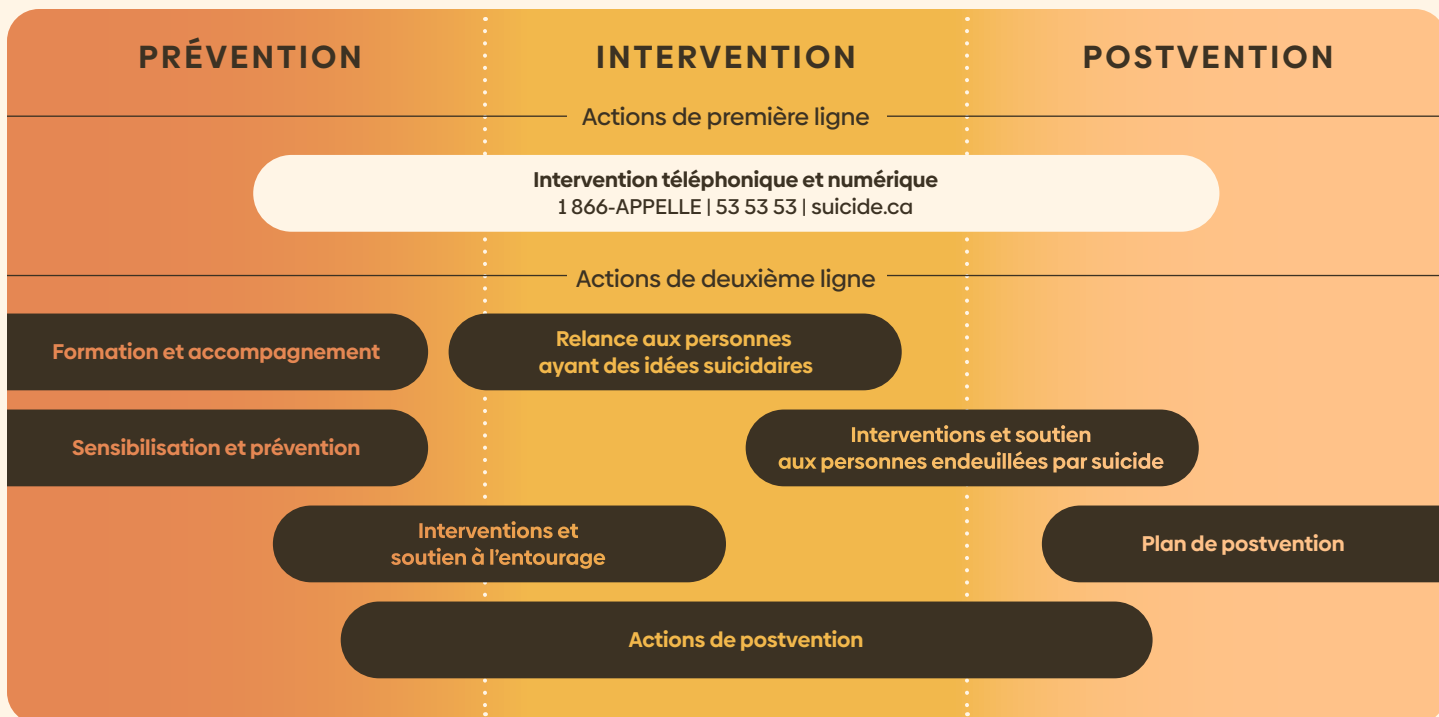 PRÉVENTION
INTERVENTION
POSTVENTION
Actions de première ligne
Intervention téléphonique et numérique
1 866-APPELLE | 53 53 53 | suicide.ca
Actions de deuxième ligne
Formation et accompagnement
Relance aux personnes
ayant des idées suicidaires
Sensibilisation et prévention
Interventions et soutien
aux personnes endeuillées par suicide
Interventions et
soutien à l’entourage
Plan de postvention
Actions de postvention